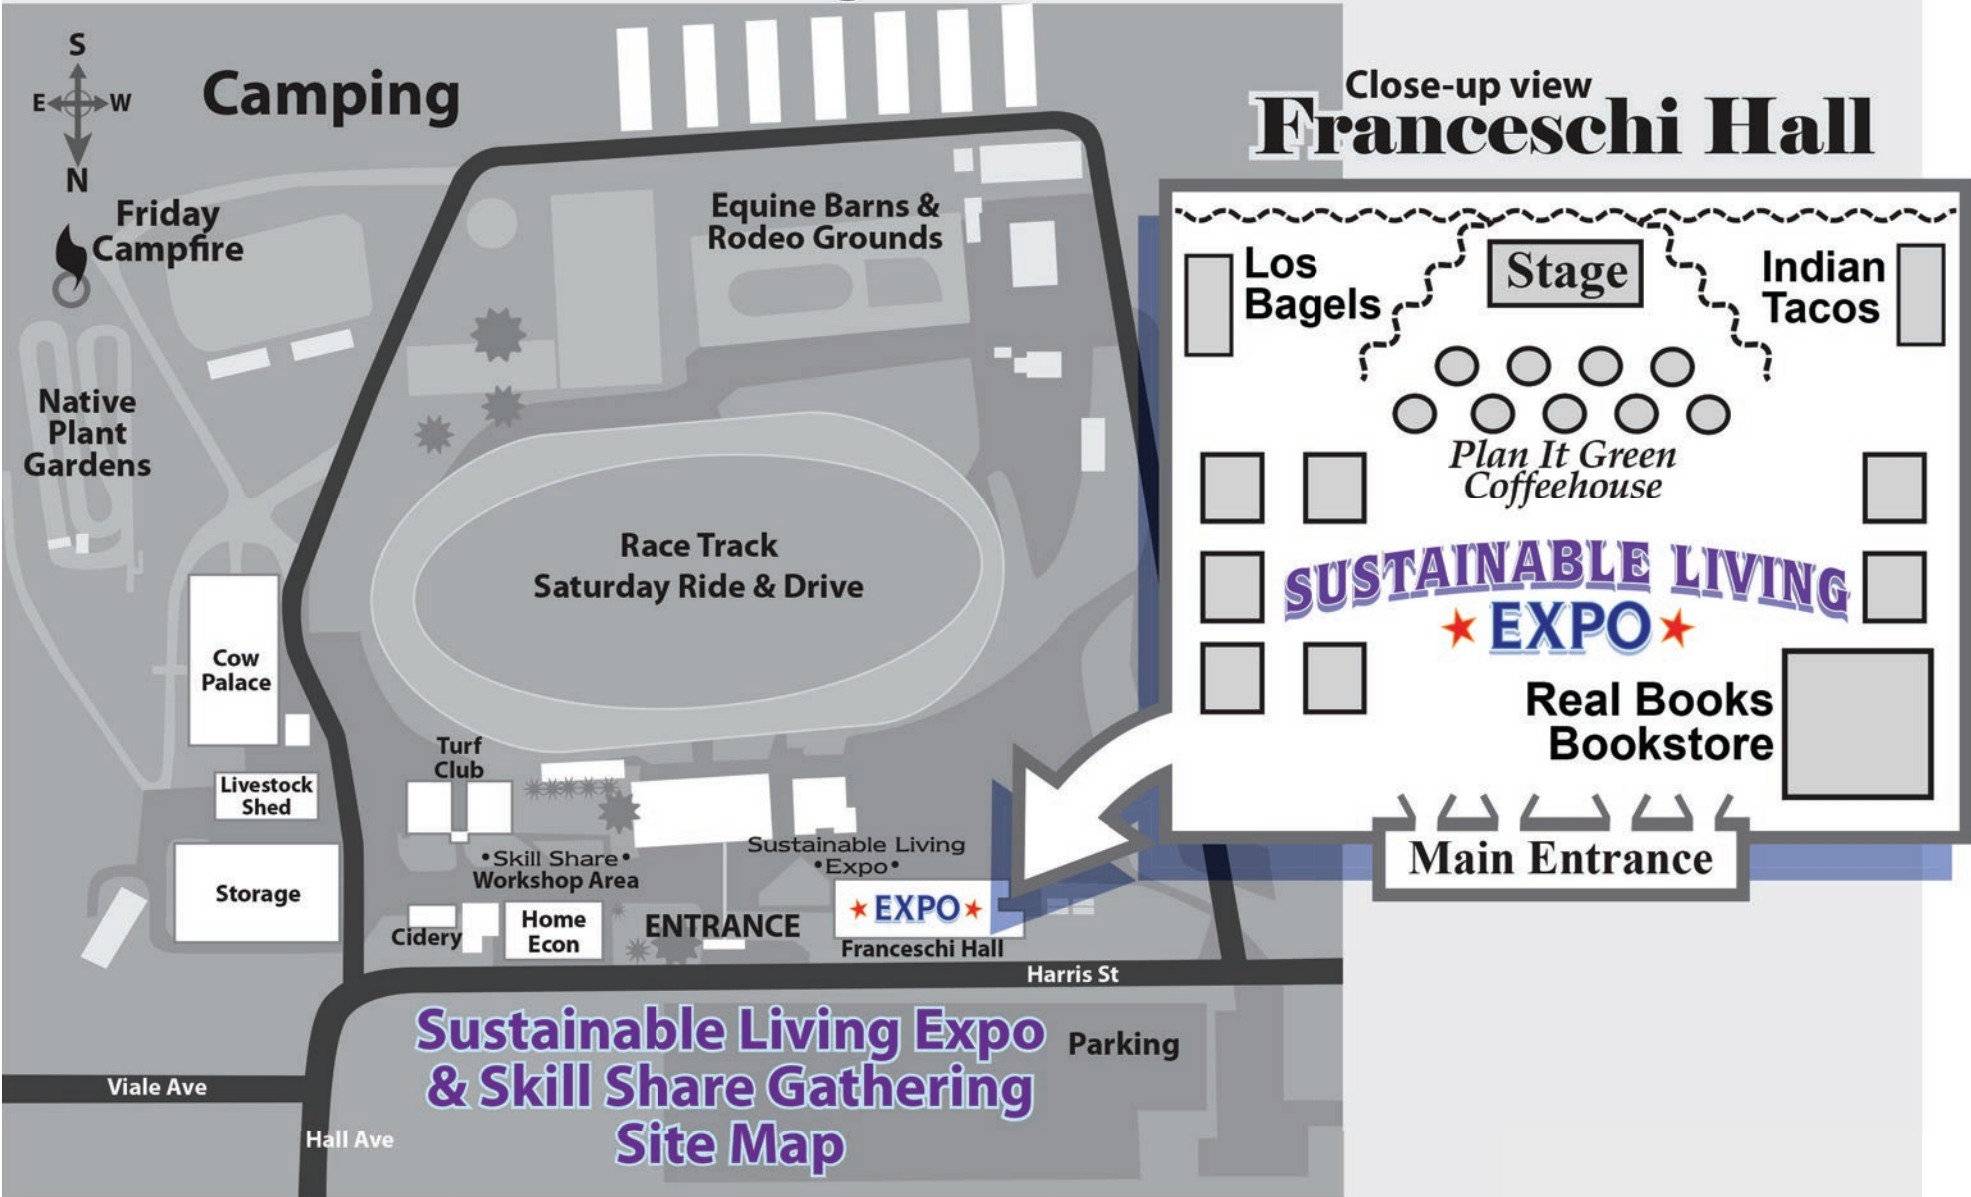 S
E
W
N
Camping
Friday
Campfire
Native
Plant
Gardens
Equine Barns &
Rodeo Grounds
Race Track
Saturday Ride & Drive
Cow
Palace
Livestock
Shed
Storage
Turf
Club
•Skill Share•
Workshop Area
Cidery
Home
Econ
ENTRANCE
Sustainable Living
•Expo•
EXPO
Franceschi Hall
Harris St
Parking
Viale Ave
Hall Ave
Sustainable Living Expo
& Skill Share Gathering
Site Map
Close-up view
Franceschi Hall
Los
Bagels
Stage
Indian
Tacos
Plan It Green
Coffeehouse
SUSTAINABLE LIVING
EXPO
Real Books
Bookstore
Main Entrance